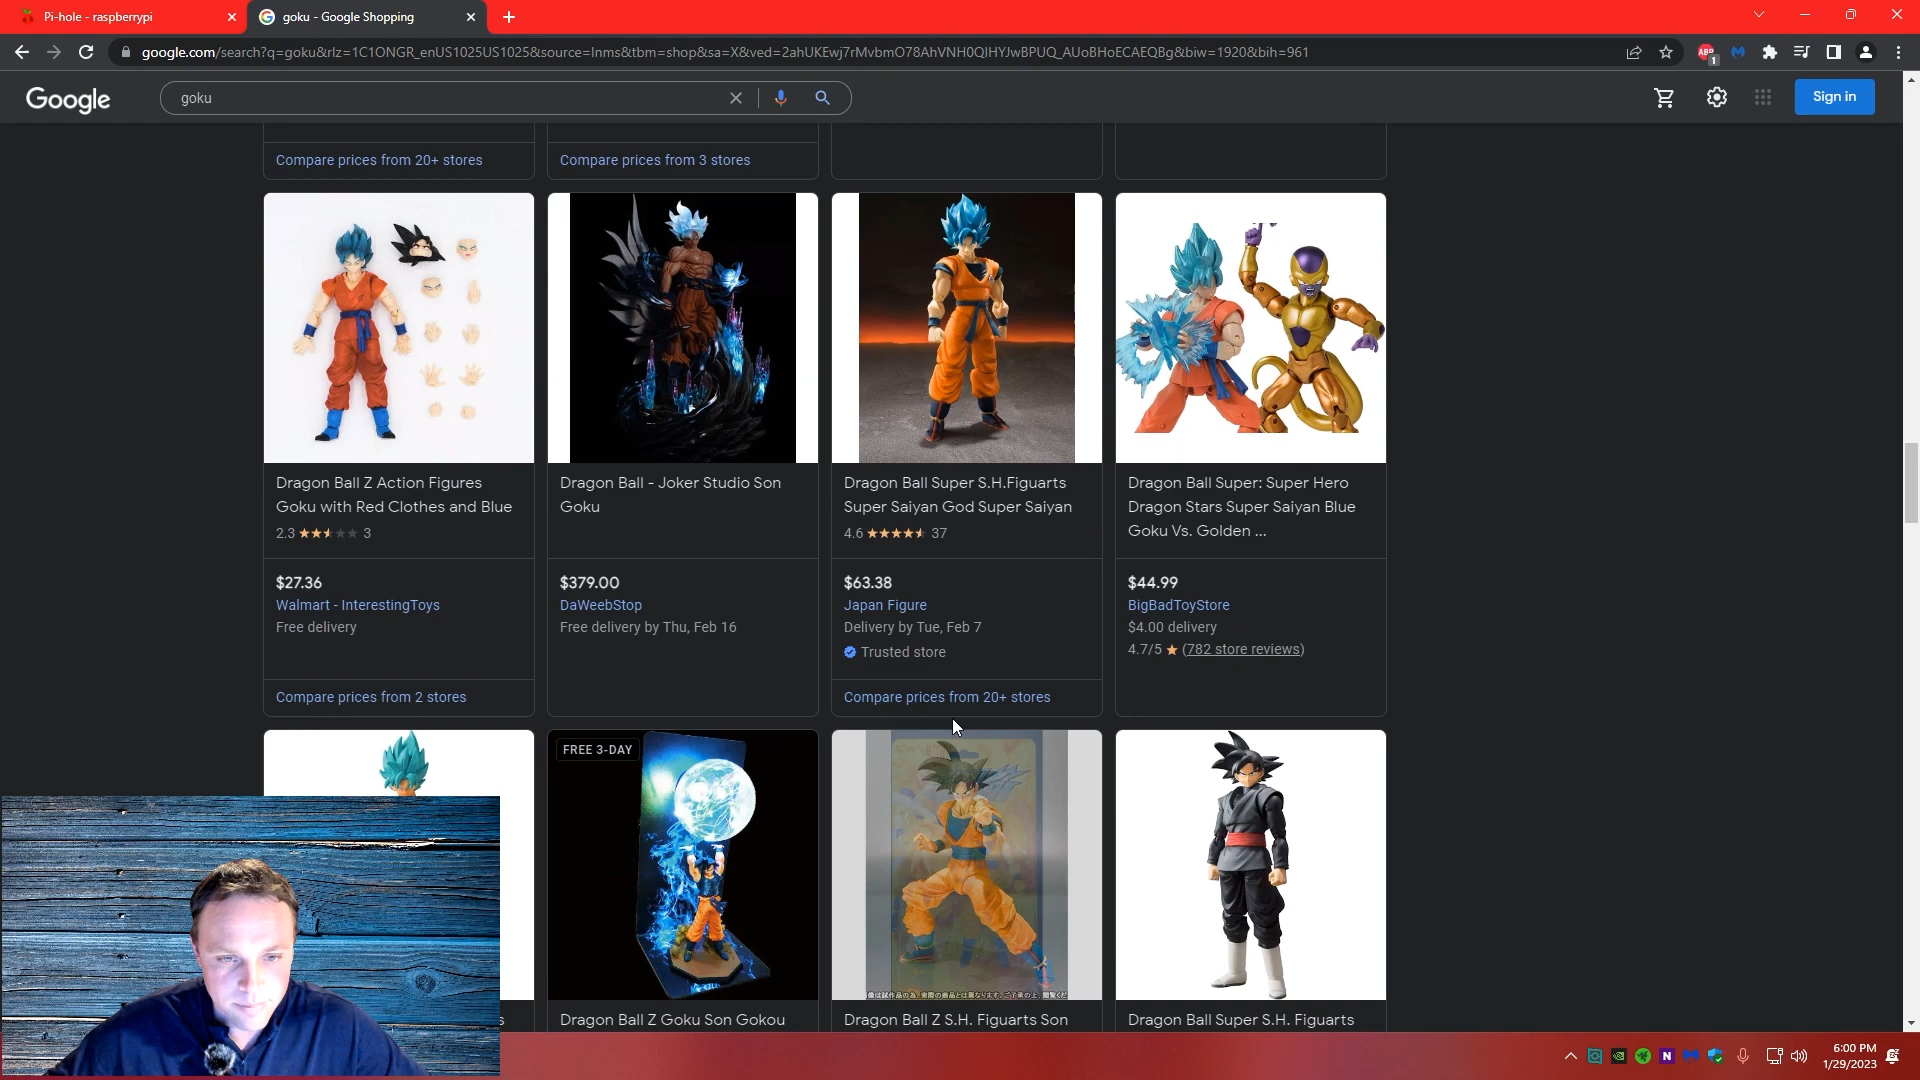 Pi-hole - raspberrypi
goku - Google Shopping
google.com/search?q=goku&rlz=1C1ONGR_enUS1025US1025&source=lnms&tbm=shop&sa=X&ved=2ahUKEwj7rMvbmO78AhVNH0QIHYJwBPUQ_AUoBHoECAEQBg&biw=1920&bih=961
ABP
1
Google
goku
Sign in
Compare prices from 20+ stores
Compare prices from 3 stores
Dragon Ball Z Action Figures
Goku with Red Clothes and Blue
2.3
3
$27.36
Walmart - InterestingToys
Free delivery
Compare prices from 2 stores
Dragon Ball - Joker Studio Son
Goku
$379.00
DaWeebStop
Free delivery by Thu, Feb 16
Dragon Ball Super S.H.Figuarts
Super Saiyan God Super Saiyan
4.6
37
$63.38
Japan Figure
Delivery by Tue, Feb 7
Trusted store
Compare prices from 20+ stores
Dragon Ball Super: Super Hero
Dragon Stars Super Saiyan Blue
Goku Vs. Golden ...
$44.99
BigBadToyStore
$4.00 delivery
4.7/5 (782 store reviews)
FREE 3-DAY
Dragon Ball Z Goku Son Gokou
Dragon Ball Z S.H. Figuarts Son
Dragon Ball Super S.H. Figuarts
N
6:00 PM
1/29/2023